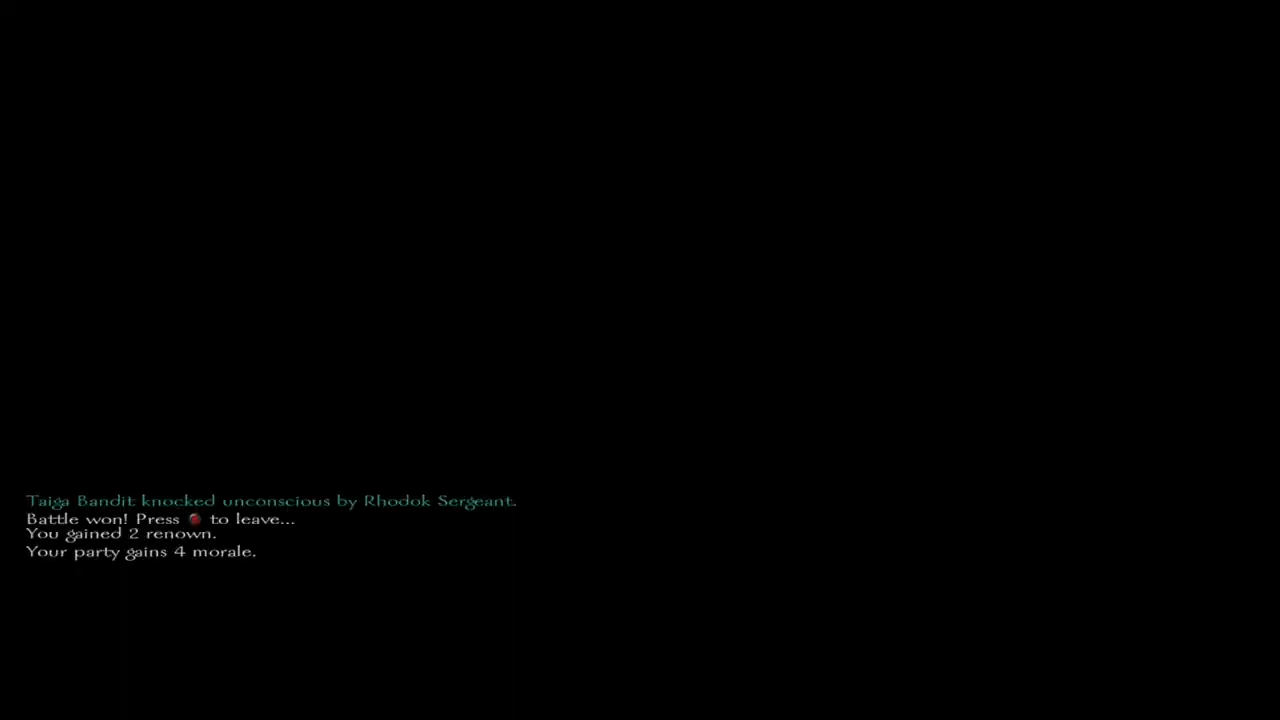 Taiga Bandit knocked unconscious by Rhodok Sergeant.
Battle won! Press to leave...
You gained 2 renown.
Your party gains 4 morale.